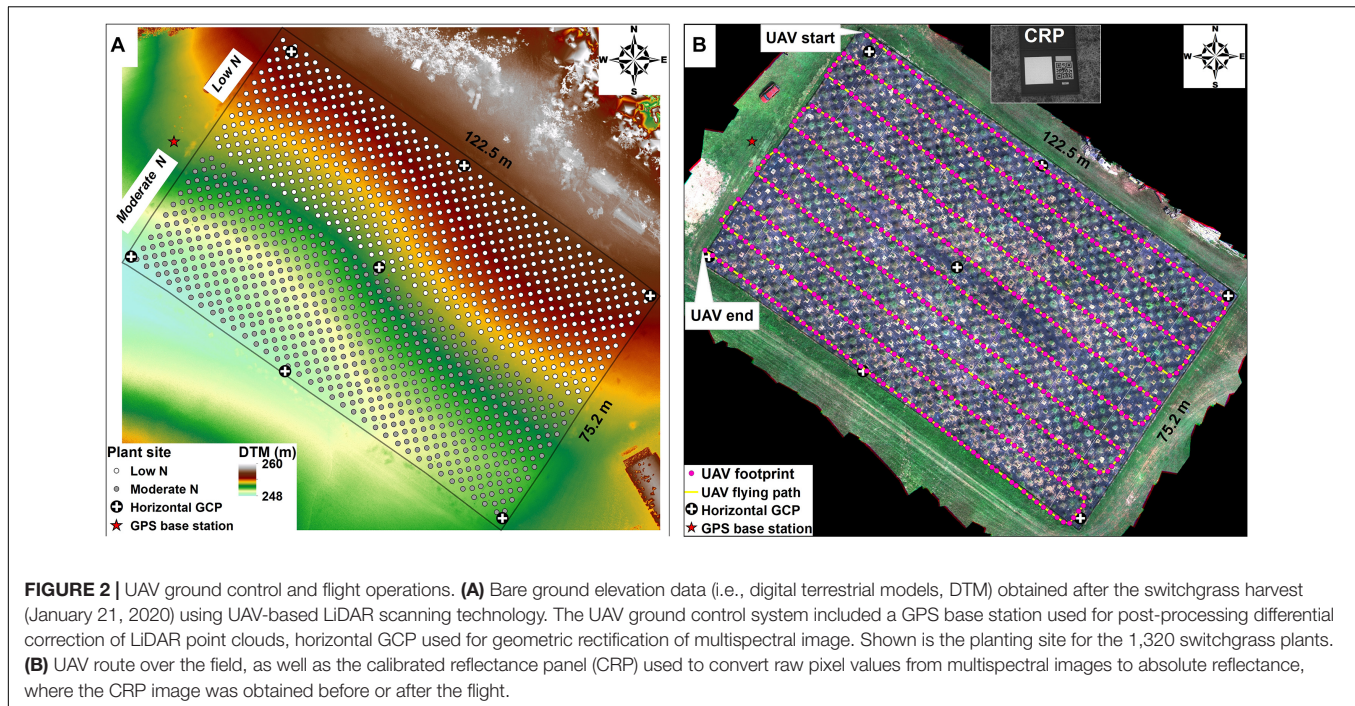 A
N
W E
S
Low N
Moderate N
122.5 m
75.2 m
Plant site
Low N
Moderate N
Horizontal GCP
GPS base station
DTM (m)
260
248
B
UAV start
CRP
N
W E
S
122.5 m
UAV end
75.2 m
UAV footprint
UAV flying path
Horizontal GCP
GPS base station
FIGURE 2 | UAV ground control and flight operations. (A) Bare ground elevation data (i.e., digital terrestrial models, DTM) obtained after the switchgrass harvest
(January 21, 2020) using UAV-based LiDAR scanning technology. The UAV ground control system included a GPS base station used for post-processing differential
correction of LiDAR point clouds, horizontal GCP used for geometric rectification of multispectral image. Shown is the planting site for the 1,320 switchgrass plants.
(B) UAV route over the field, as well as the calibrated reflectance panel (CRP) used to convert raw pixel values from multispectral images to absolute reflectance,
where the CRP image was obtained before or after the flight.